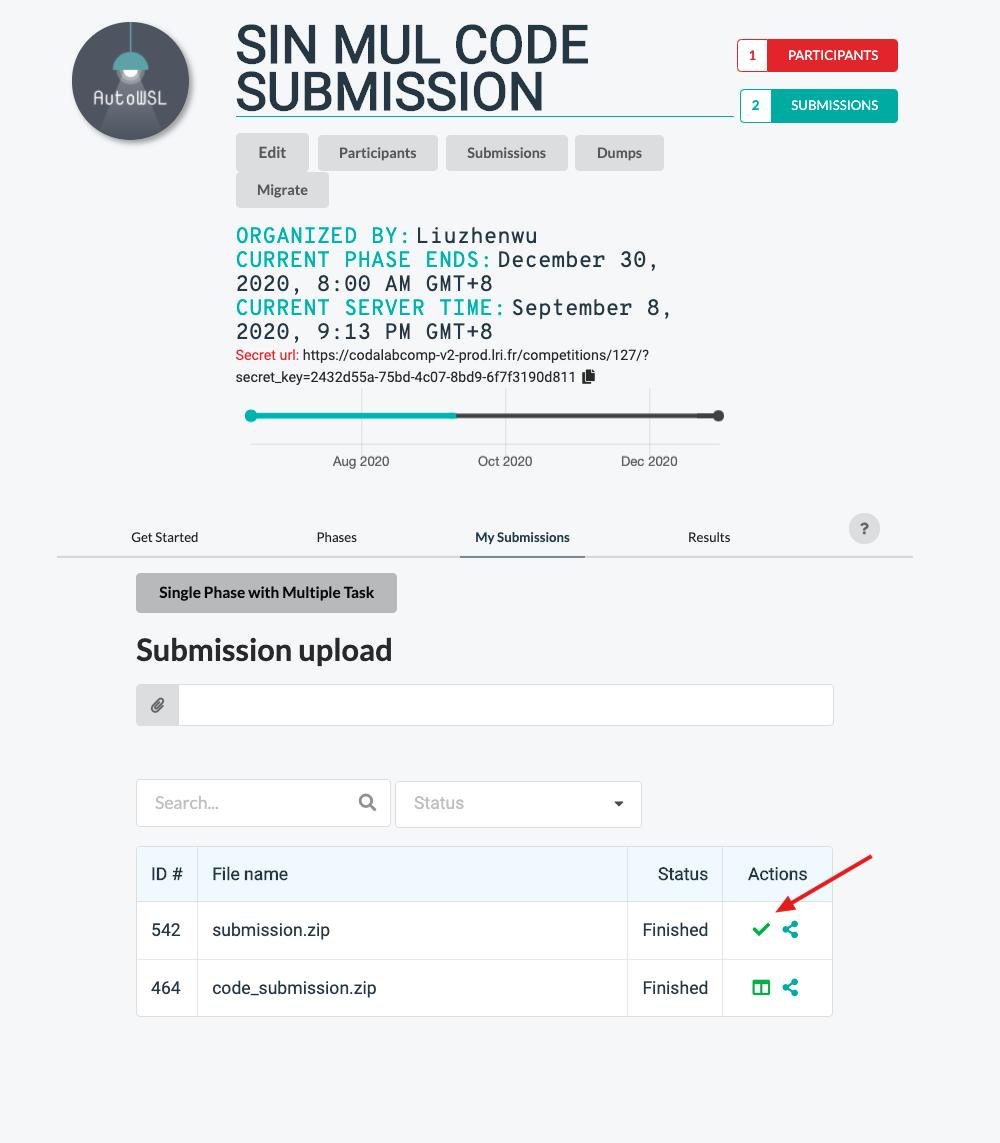 AutoWSL
SIN MUL CODE
SUBMISSION
1 PARTICIPANTS
2 SUBMISSIONS
Edit Participants Submissions Dumps
Migrate
ORGANIZED BY: Liuzhenwu
CURRENT PHASE ENDS: December 30,
2020, 8:00 AM GMT+8
CURRENT SERVER TIME: September 8,
2020, 9:13 PM GMT+8
Secret url: https://codalabcomp-v2-prod.lri.fr/competitions/127/?
secret_key=2432d55a-75bd-4c07-8bd9-6f7f3190d811
Aug 2020 Oct 2020 Dec 2020
Get Started Phases My Submissions Results ?
Single Phase with Multiple Task
Submission upload
Search... Status
ID # File name Status Actions
542 submission.zip Finished
464 code_submission.zip Finished